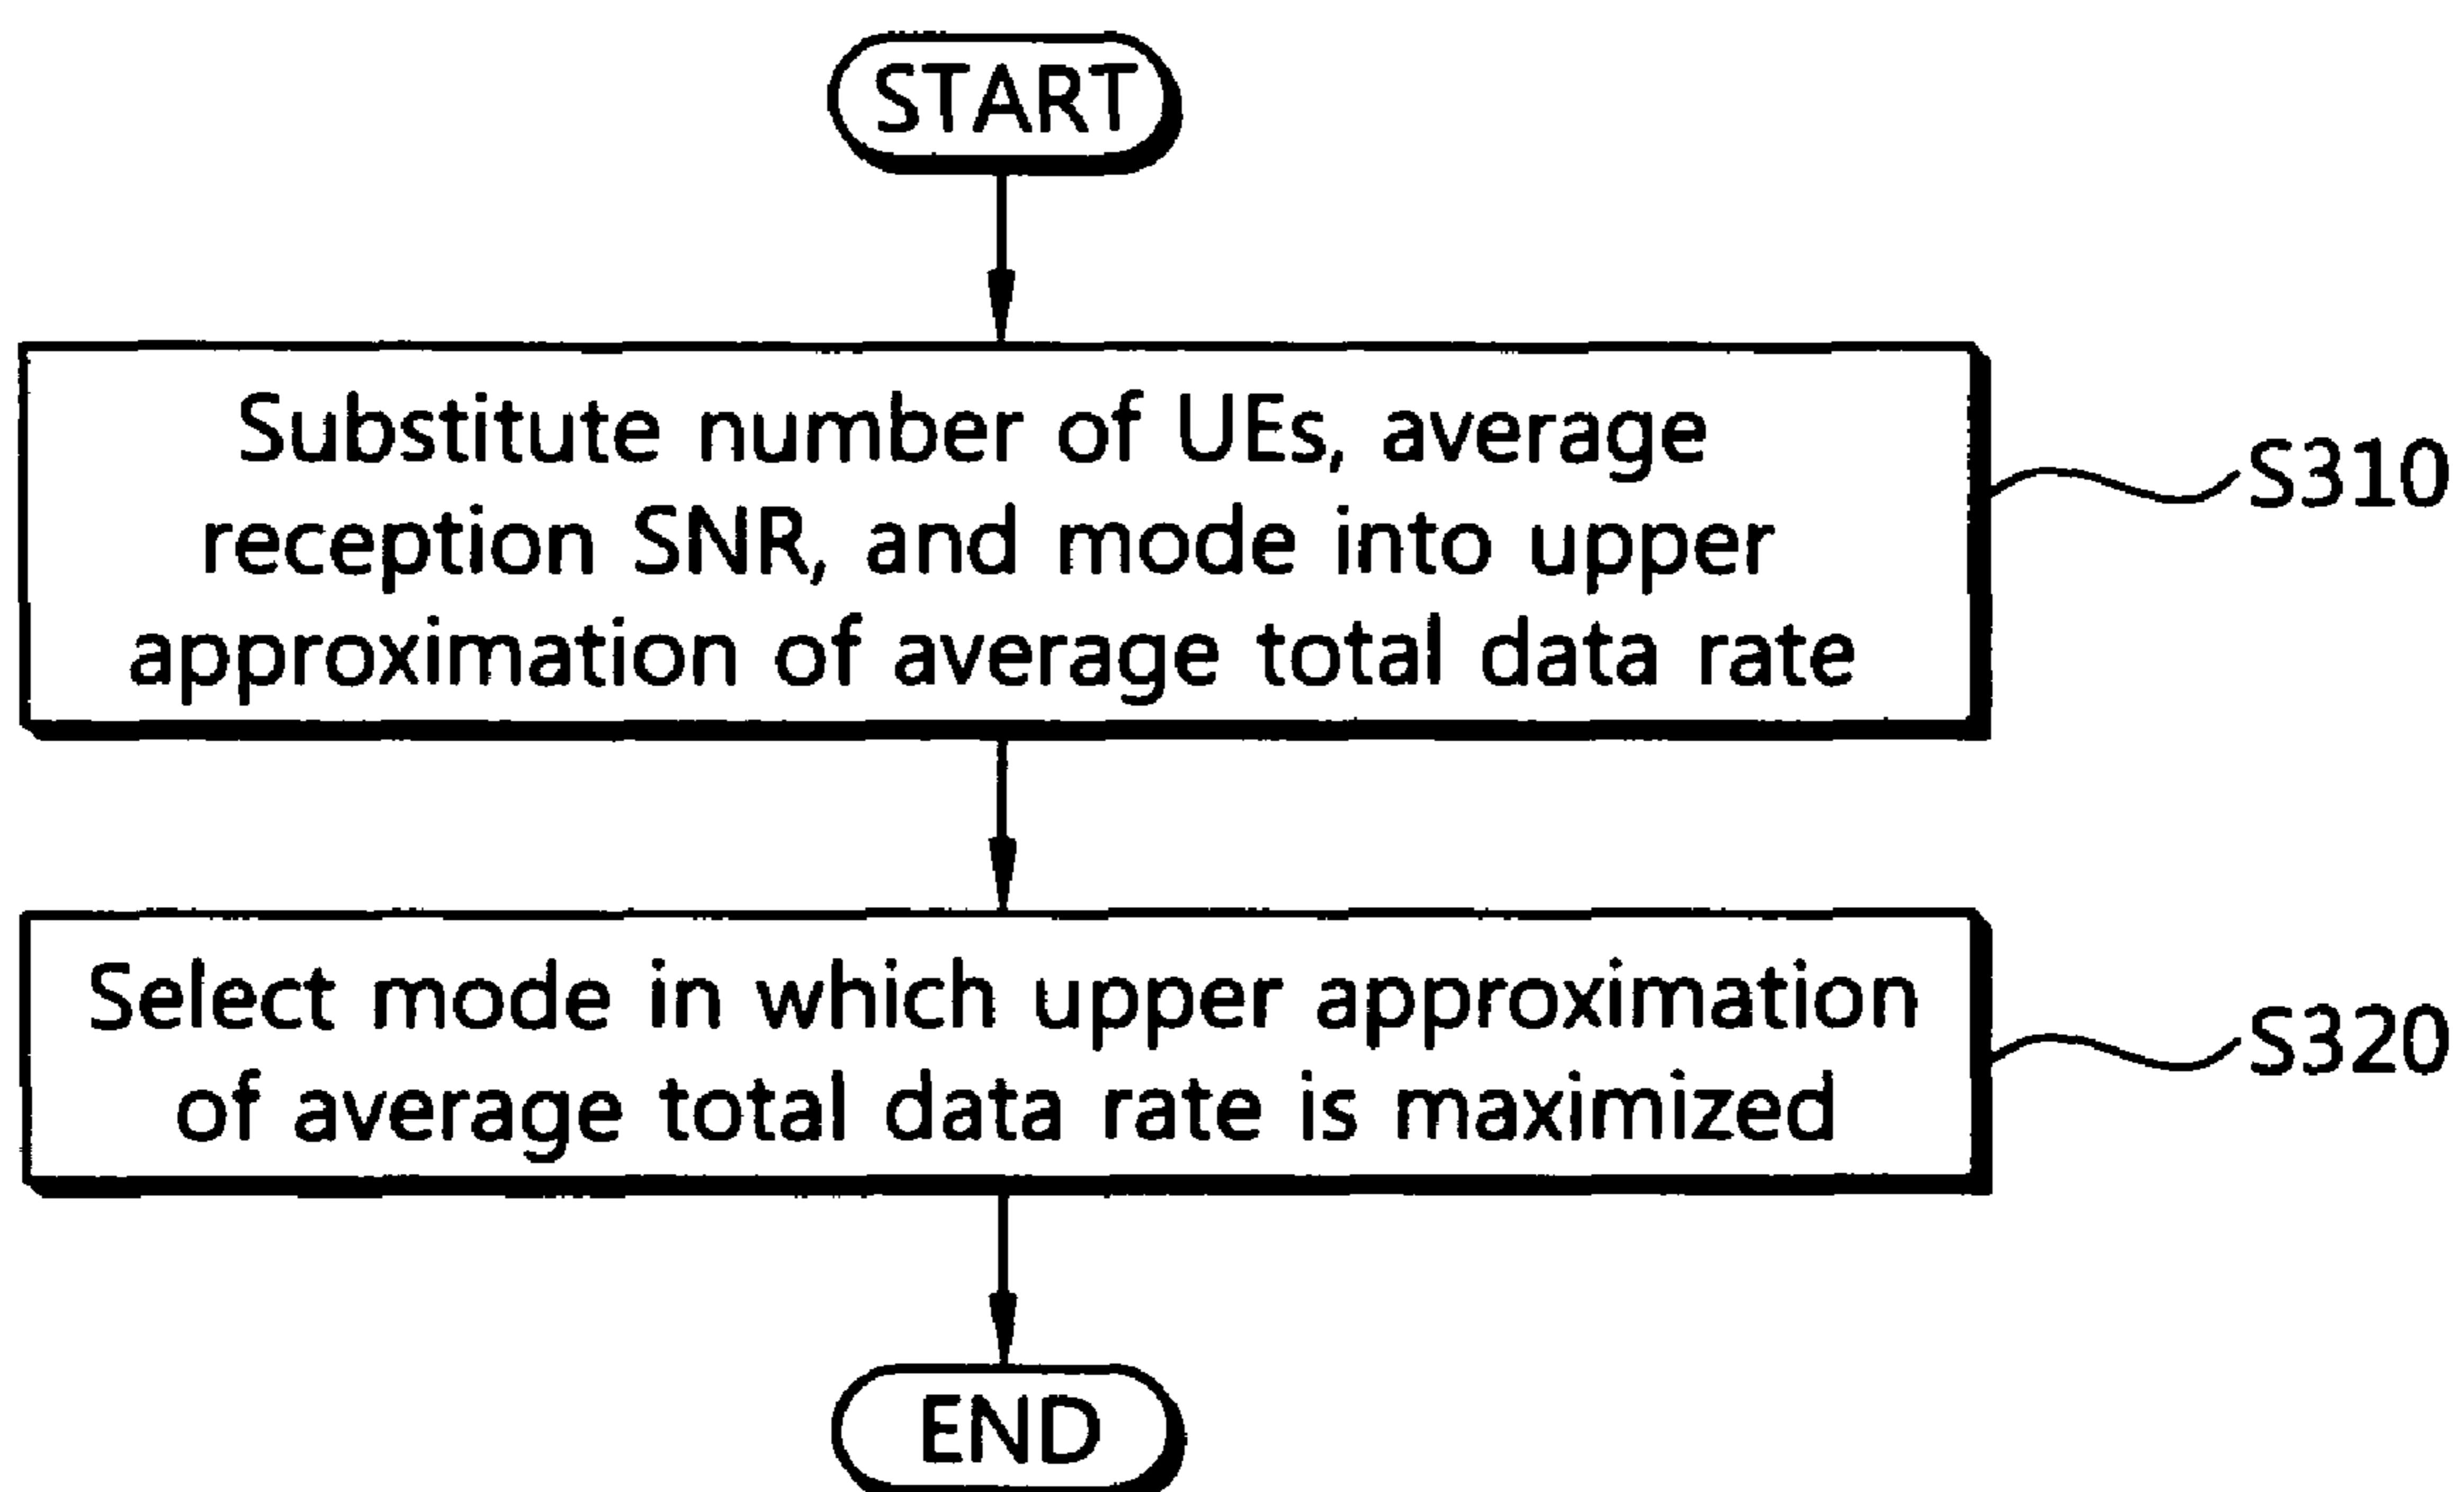 START
Substitute number of UEs, average
reception SNR, and mode into upper
approximation of average total data rate
S310
Select mode in which upper approximation
of average total data rate is maximized
S320
END